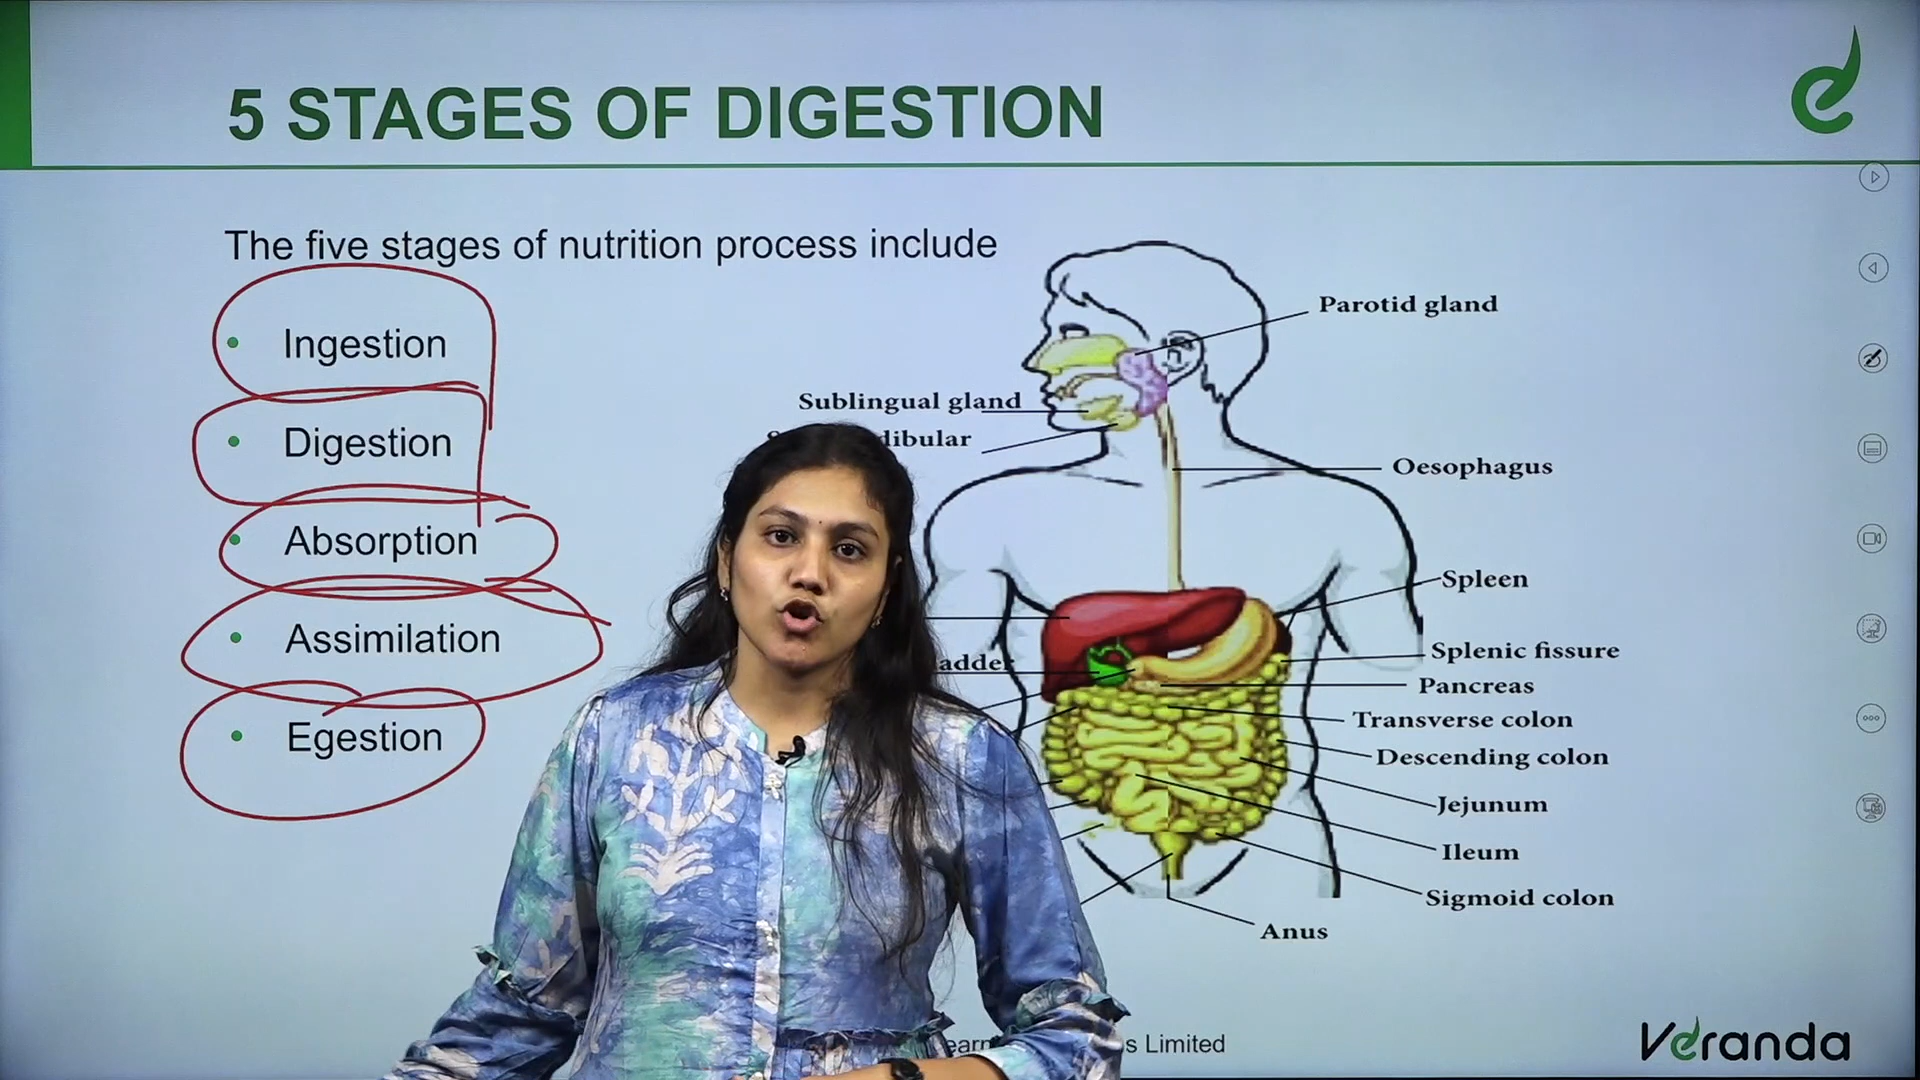 5 STAGES OF DIGESTION
The five stages of nutrition process include
• Ingestion
• Digestion
• Absorption
• Assimilation
• Egestion
Parotid gland
Sublingual gland
Oesophagus
Spleen
Splenic fissure
Pancreas
Transverse colon
Descending colon
Jejunum
Ileum
Sigmoid colon
Anus
Limited
Veranda